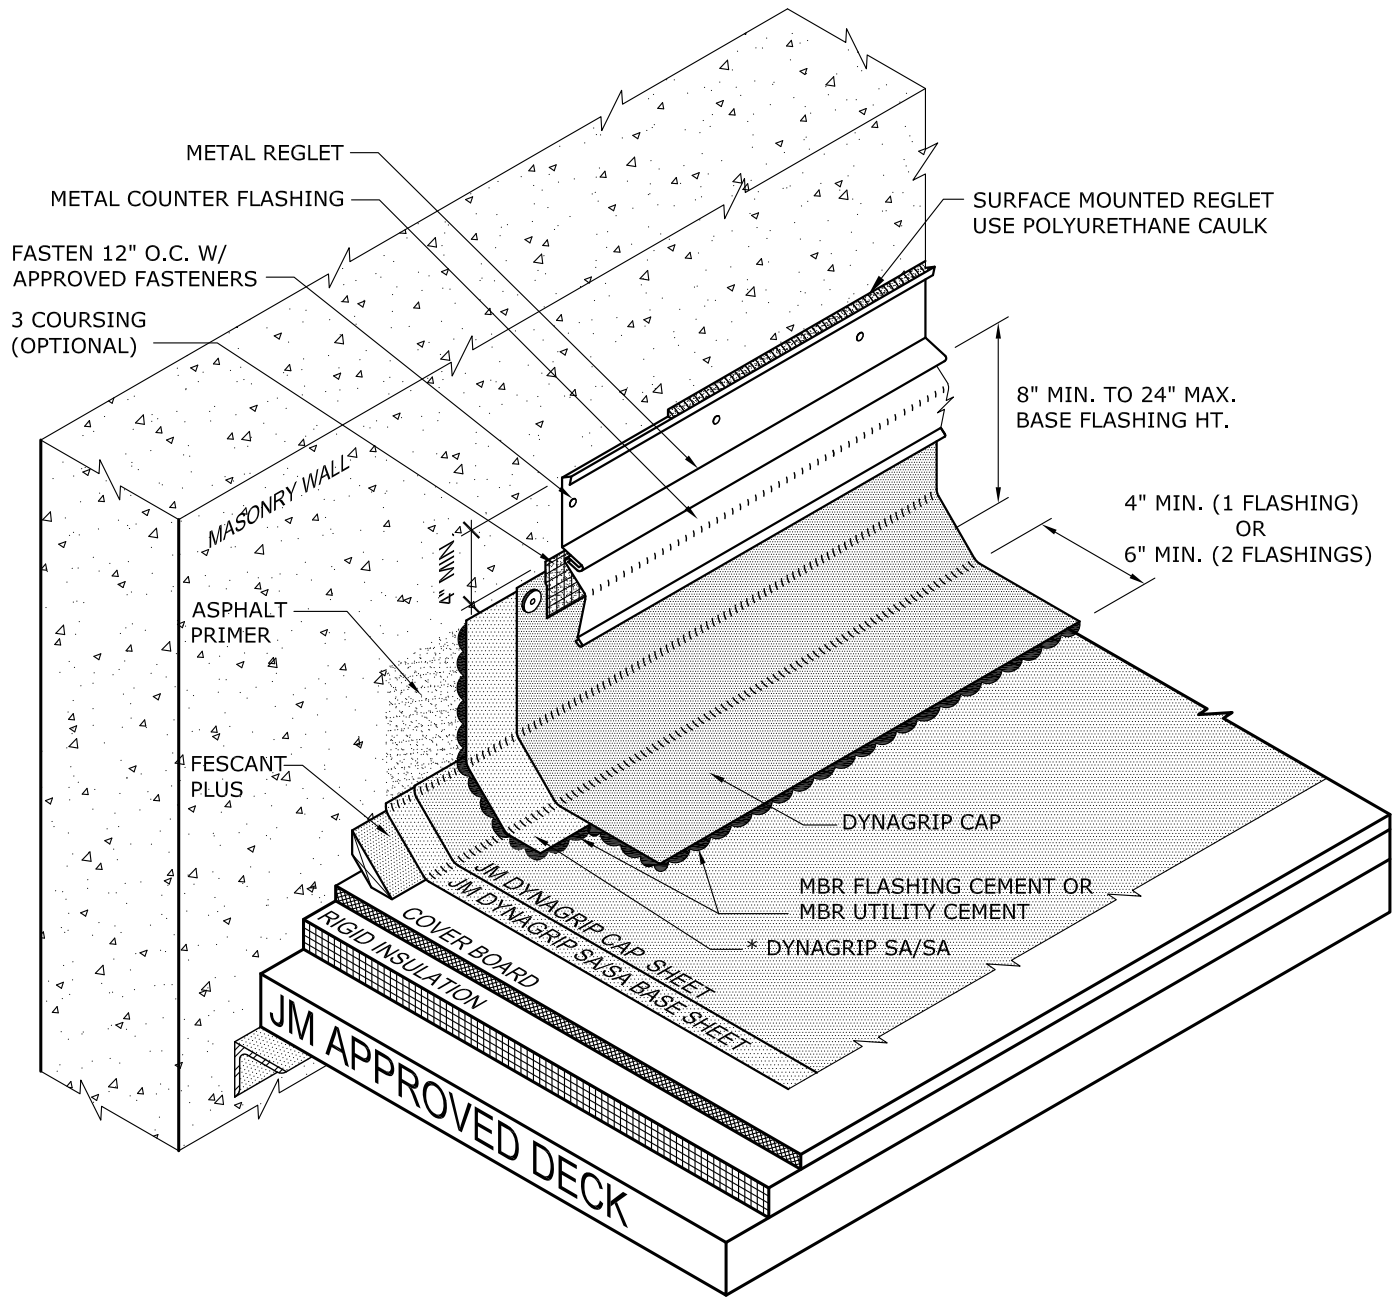 METAL REGLET
METAL COUNTER FLASHING
FASTEN 12" O.C. W/
APPROVED FASTENERS
3 COURSING
(OPTIONAL)
SURFACE MOUNTED REGLET
USE POLYURETHANE CAULK
8" MIN. TO 24" MAX.
BASE FLASHING HT.
4" MIN. (1 FLASHING)
OR
6" MIN. (2 FLASHINGS)
MASONRY WALL
4" MIN.
ASPHALT
PRIMER
FESCANT
PLUS
DYNAGRIP CAP
MBR FLASHING CEMENT OR
MBR UTILITY CEMENT
* DYNAGRIP SA/SA
JM DYNAGRIP CAP SHEET
JM DYNAGRIP SA/SA BASE SHEET
COVER BOARD
RIGID INSULATION
JM APPROVED DECK